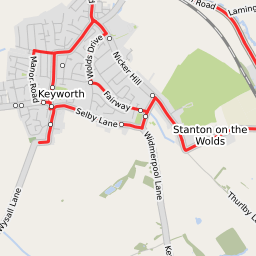 Road
Laming
Wolds Drive
Nicker Hill
Manor Road
Fairway
Keyworth
Selby Lane
Stanton on the
Wolds
Widmerpool Lane
Wysall Lane
Thurlby L
Ke